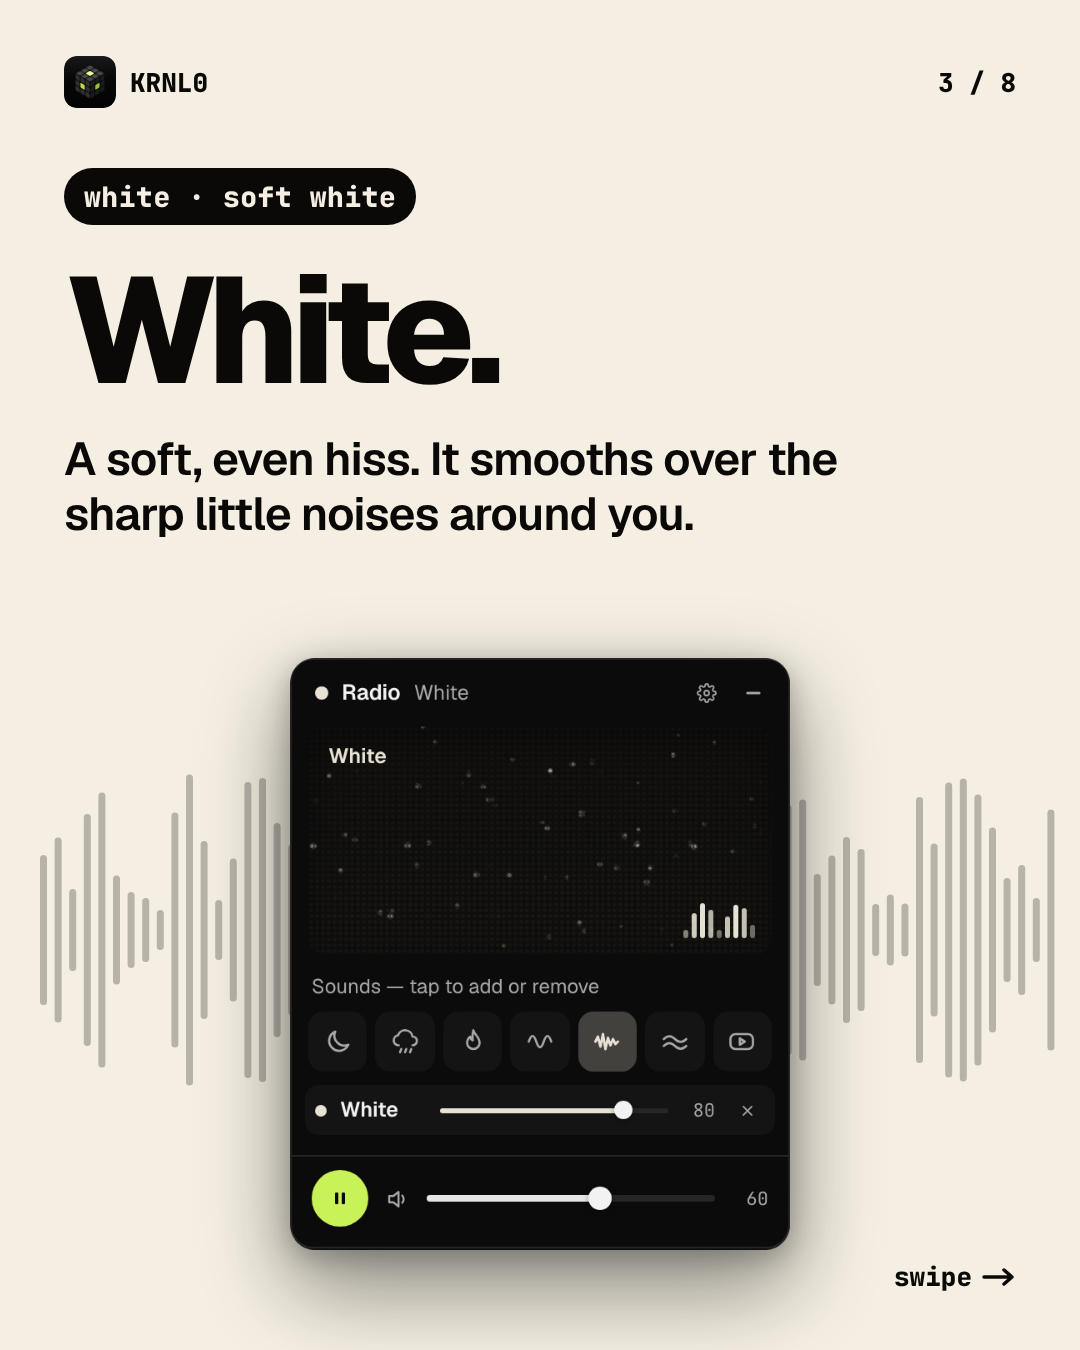 KRNL0
3 / 8
white · soft white
White.
A soft, even hiss. It smooths over the
sharp little noises around you.
Radio White
White
Sounds — tap to add or remove
White 80
60
swipe